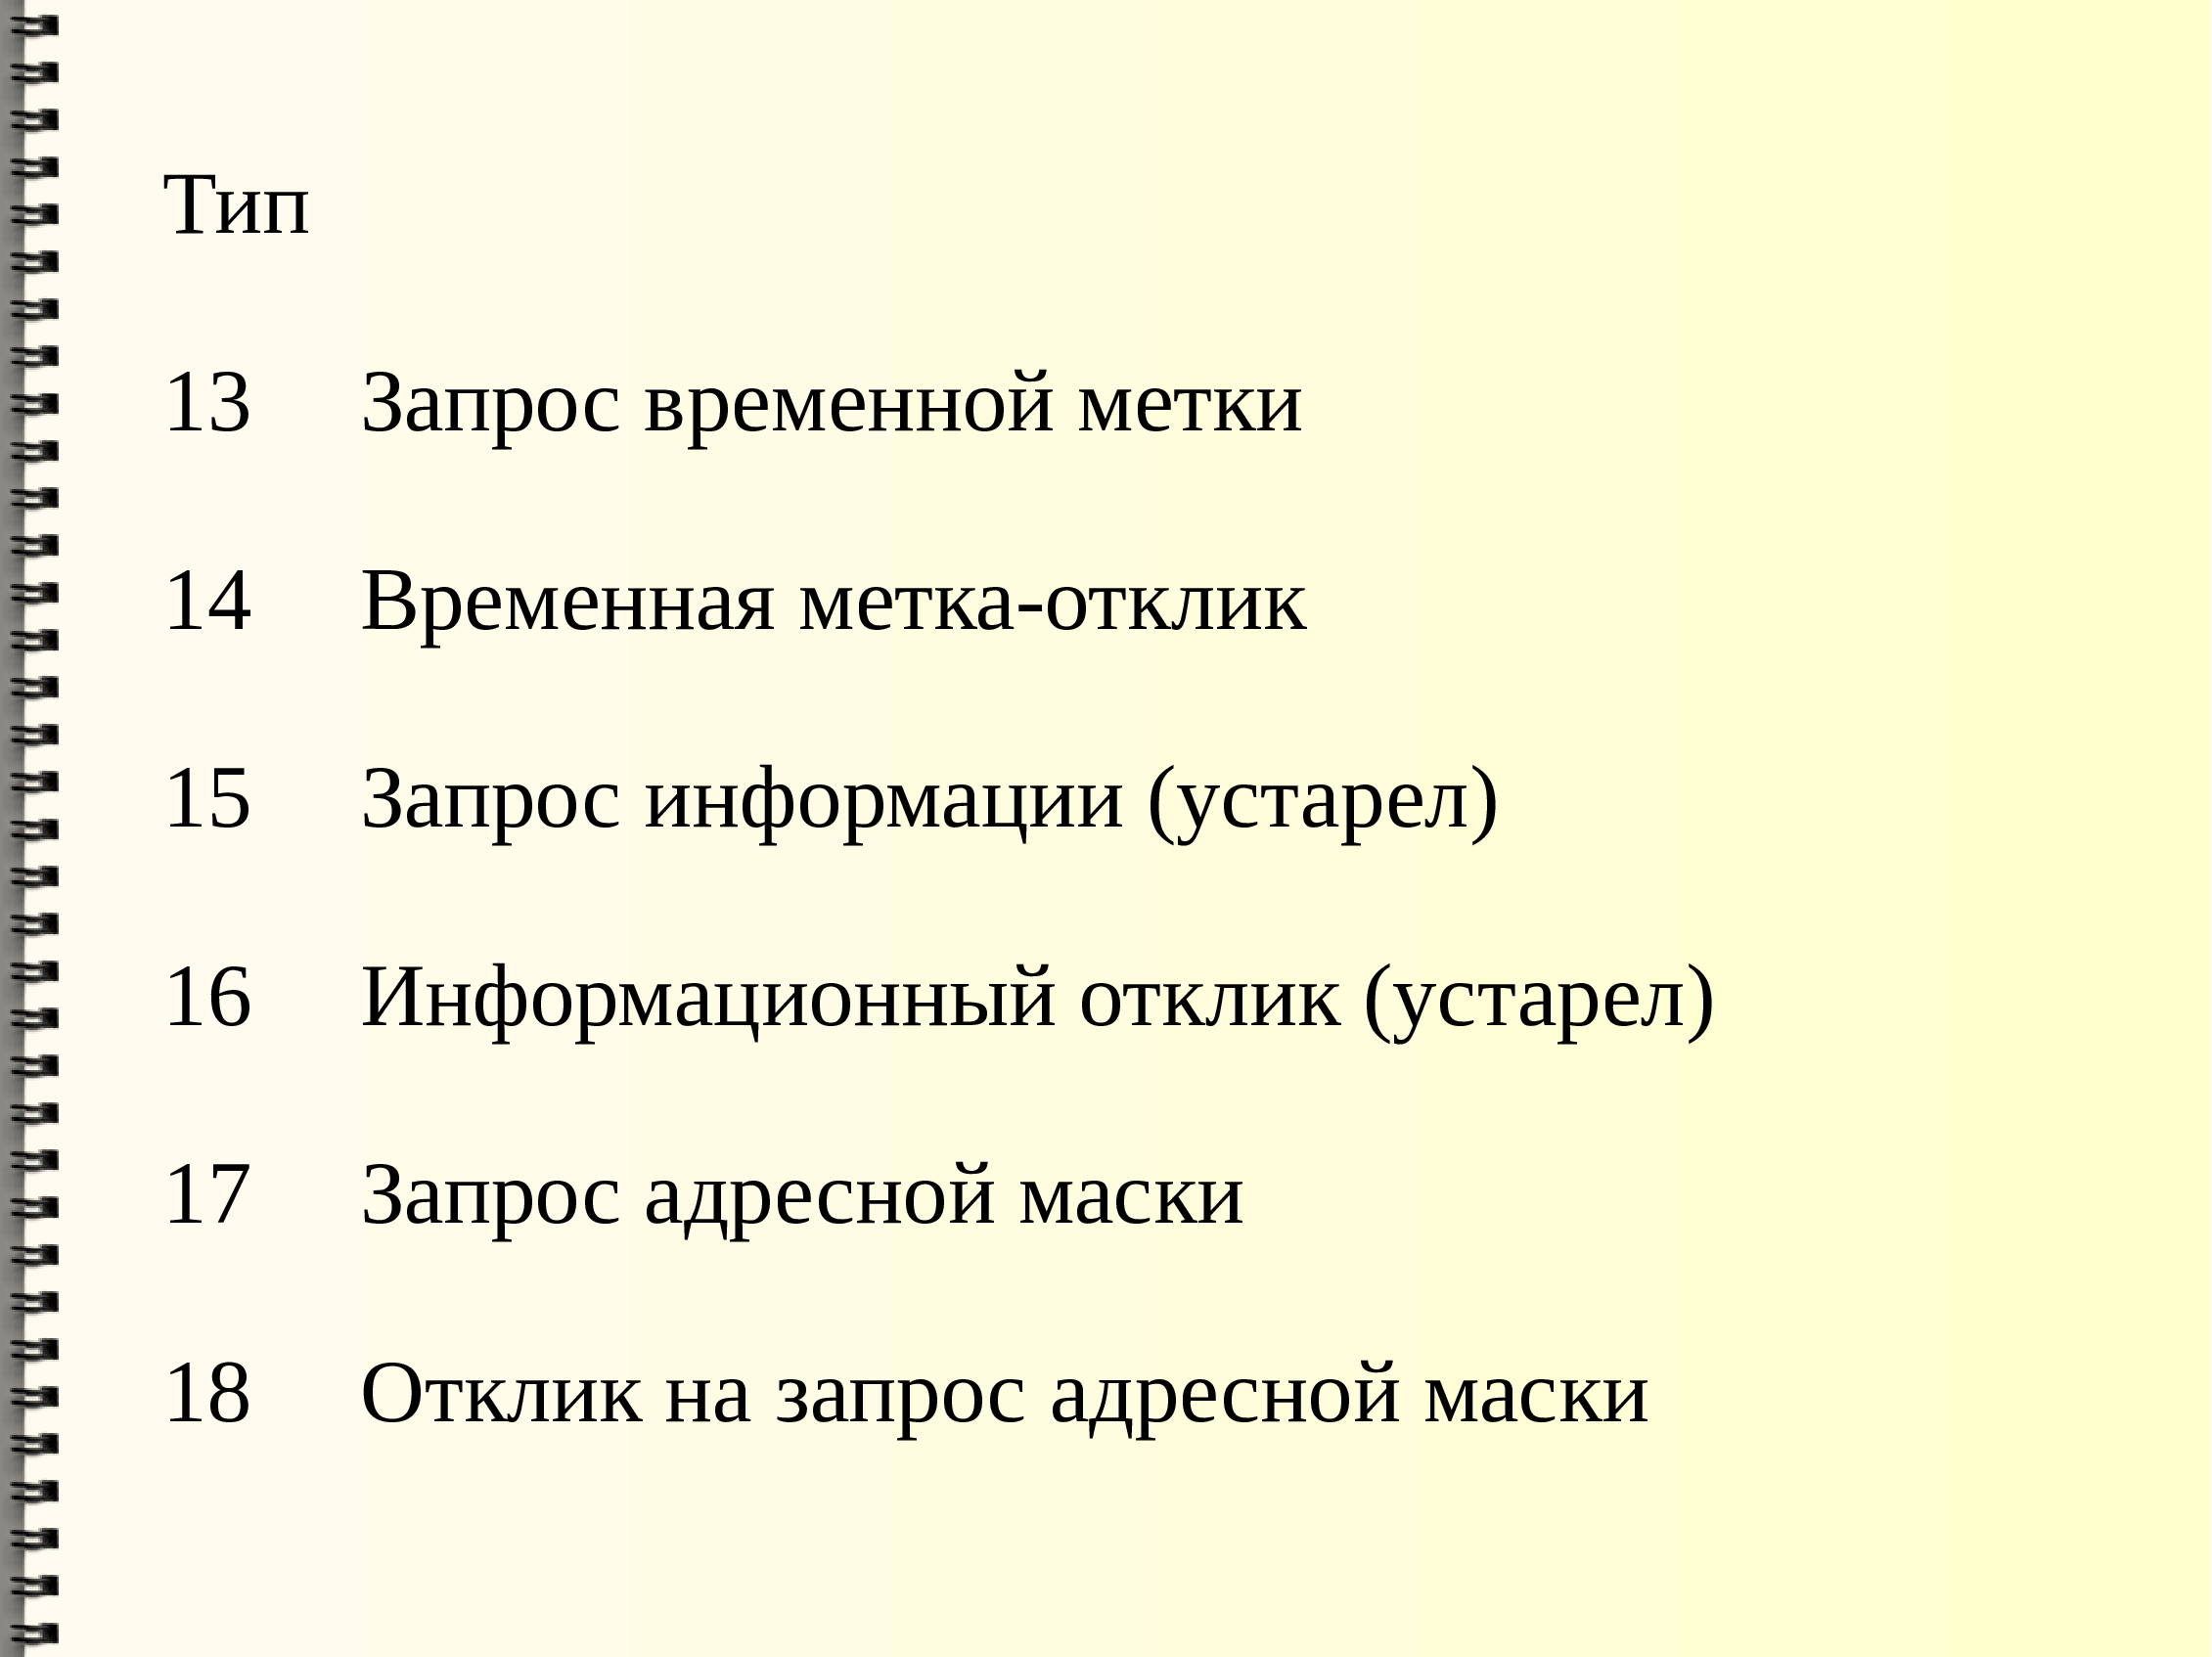 Тип
13 Запрос временной метки
14 Временная метка-отклик
15 Запрос информации (устарел)
16 Информационный отклик (устарел)
17 Запрос адресной маски
18 Отклик на запрос адресной маски